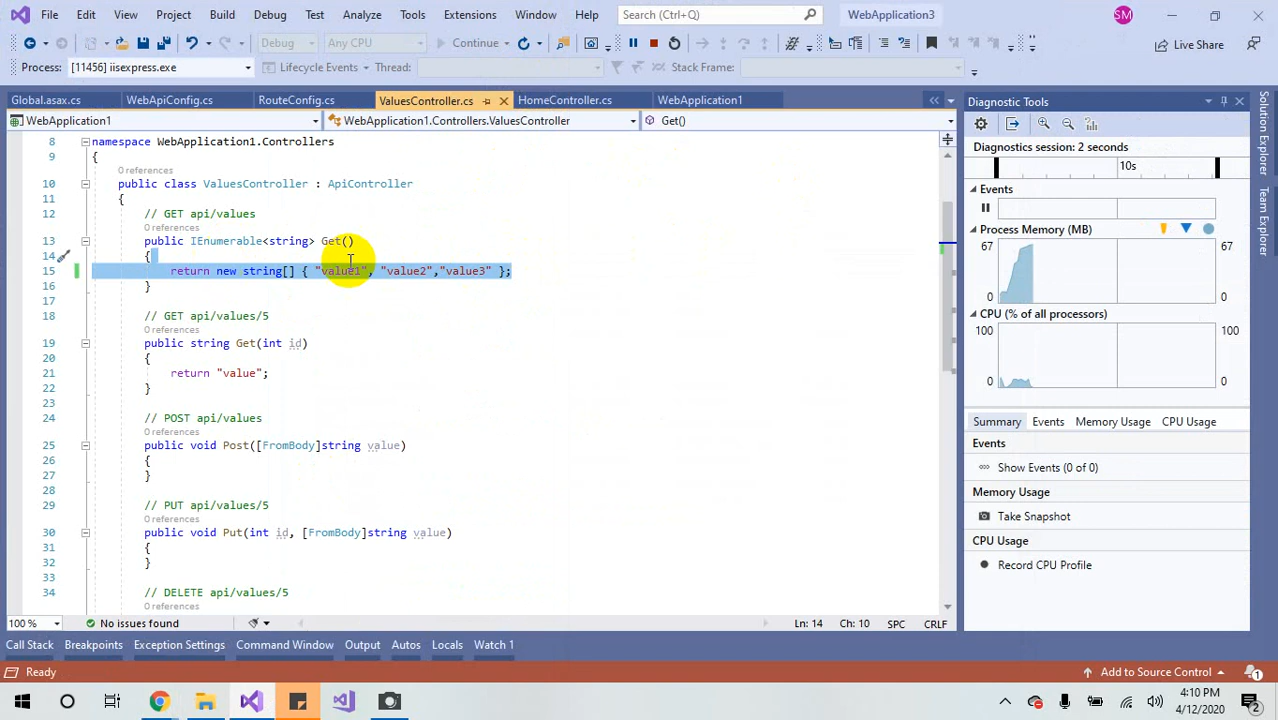 File Edit View Project Build Debug Test Analyze Tools Extensions Window Help Search (Ctrl+Q) WebApplication3 SM
Debug Any CPU Continue Live Share
Process: [11456] iisexpress.exe Lifecycle Events Thread: Stack Frame:
Global.asax.cs WebApiConfig.cs RouteConfig.cs ValuesController.cs HomeController.cs WebApplication1
WebApplication1 WebApplication1.Controllers.ValuesController Get()
8 namespace WebApplication1.Controllers
9 {
0 references
10 public class ValuesController : ApiController
11 {
12 // GET api/values
0 references
13 public IEnumerable<string> Get()
14 {
15 return new string[] { "value1", "value2","value3" };
16 }
17
18 // GET api/values/5
0 references
19 public string Get(int id)
20 {
21 return "value";
22 }
23
24 // POST api/values
0 references
25 public void Post([FromBody]string value)
26 {
27 }
28
29 // PUT api/values/5
0 references
30 public void Put(int id, [FromBody]string value)
31 {
32 }
33
34 // DELETE api/values/5
0 references
100 % No issues found Ln: 14 Ch: 10 SPC CRLF
Diagnostic Tools
Diagnostics session: 2 seconds
10s
Events
Process Memory (MB)
67 67
0 0
CPU (% of all processors)
100 100
0 0
Summary Events Memory Usage CPU Usage
Events
Show Events (0 of 0)
Memory Usage
Take Snapshot
CPU Usage
Record CPU Profile
Solution Explorer
Team Explorer
Call Stack Breakpoints Exception Settings Command Window Output Autos Locals Watch 1
Ready Add to Source Control 1
4:10 PM
4/12/2020
2